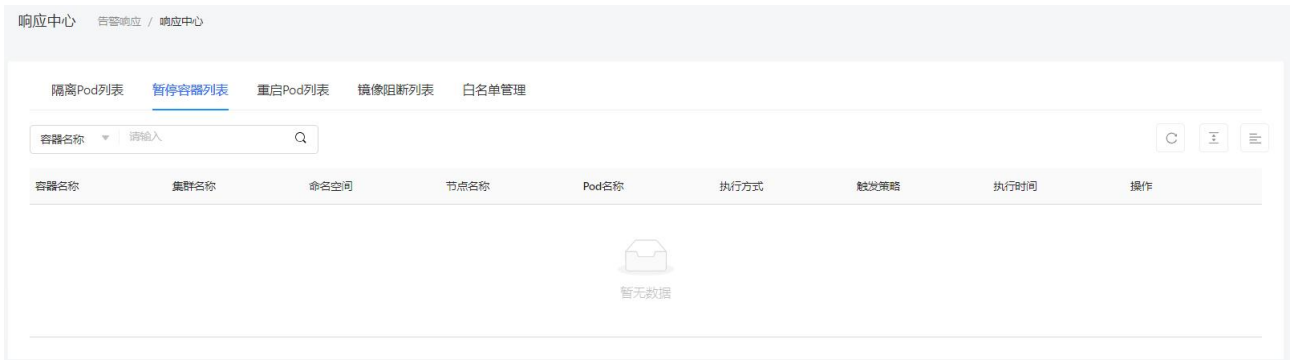 响应中心 告警响应 / 响应中心
隔离Pod列表 暂停容器列表 重启Pod列表 镜像阻断列表 白名单管理
容器名称 请输入
容器名称 集群名称 命名空间 节点名称 Pod名称 执行方式 触发策略 执行时间 操作
暂无数据